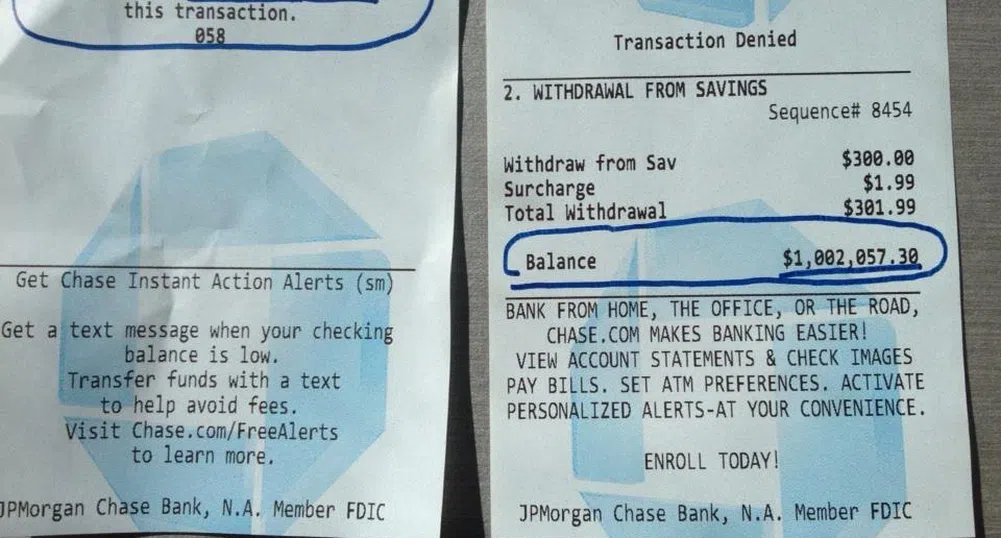 this transaction.
058
Get Chase Instant Action Alerts (sm)
Get a text message when your checking
balance is low.
Transfer funds with a text
to help avoid fees.
Visit Chase.com/FreeAlerts
to learn more.
JPMorgan Chase Bank, N.A. Member FDIC
Transaction Denied
2. WITHDRAWAL FROM SAVINGS
Sequence# 8454
Withdraw from Sav $300.00
Surcharge $1.99
Total Withdrawal $301.99
Balance $1,002,057.30
BANK FROM HOME, THE OFFICE, OR THE ROAD,
CHASE.COM MAKES BANKING EASIER!
VIEW ACCOUNT STATEMENTS & CHECK IMAGES
PAY BILLS. SET ATM PREFERENCES. ACTIVATE
PERSONALIZED ALERTS-AT YOUR CONVENIENCE.
ENROLL TODAY!
JPMorgan Chase Bank, N.A. Member FDIC